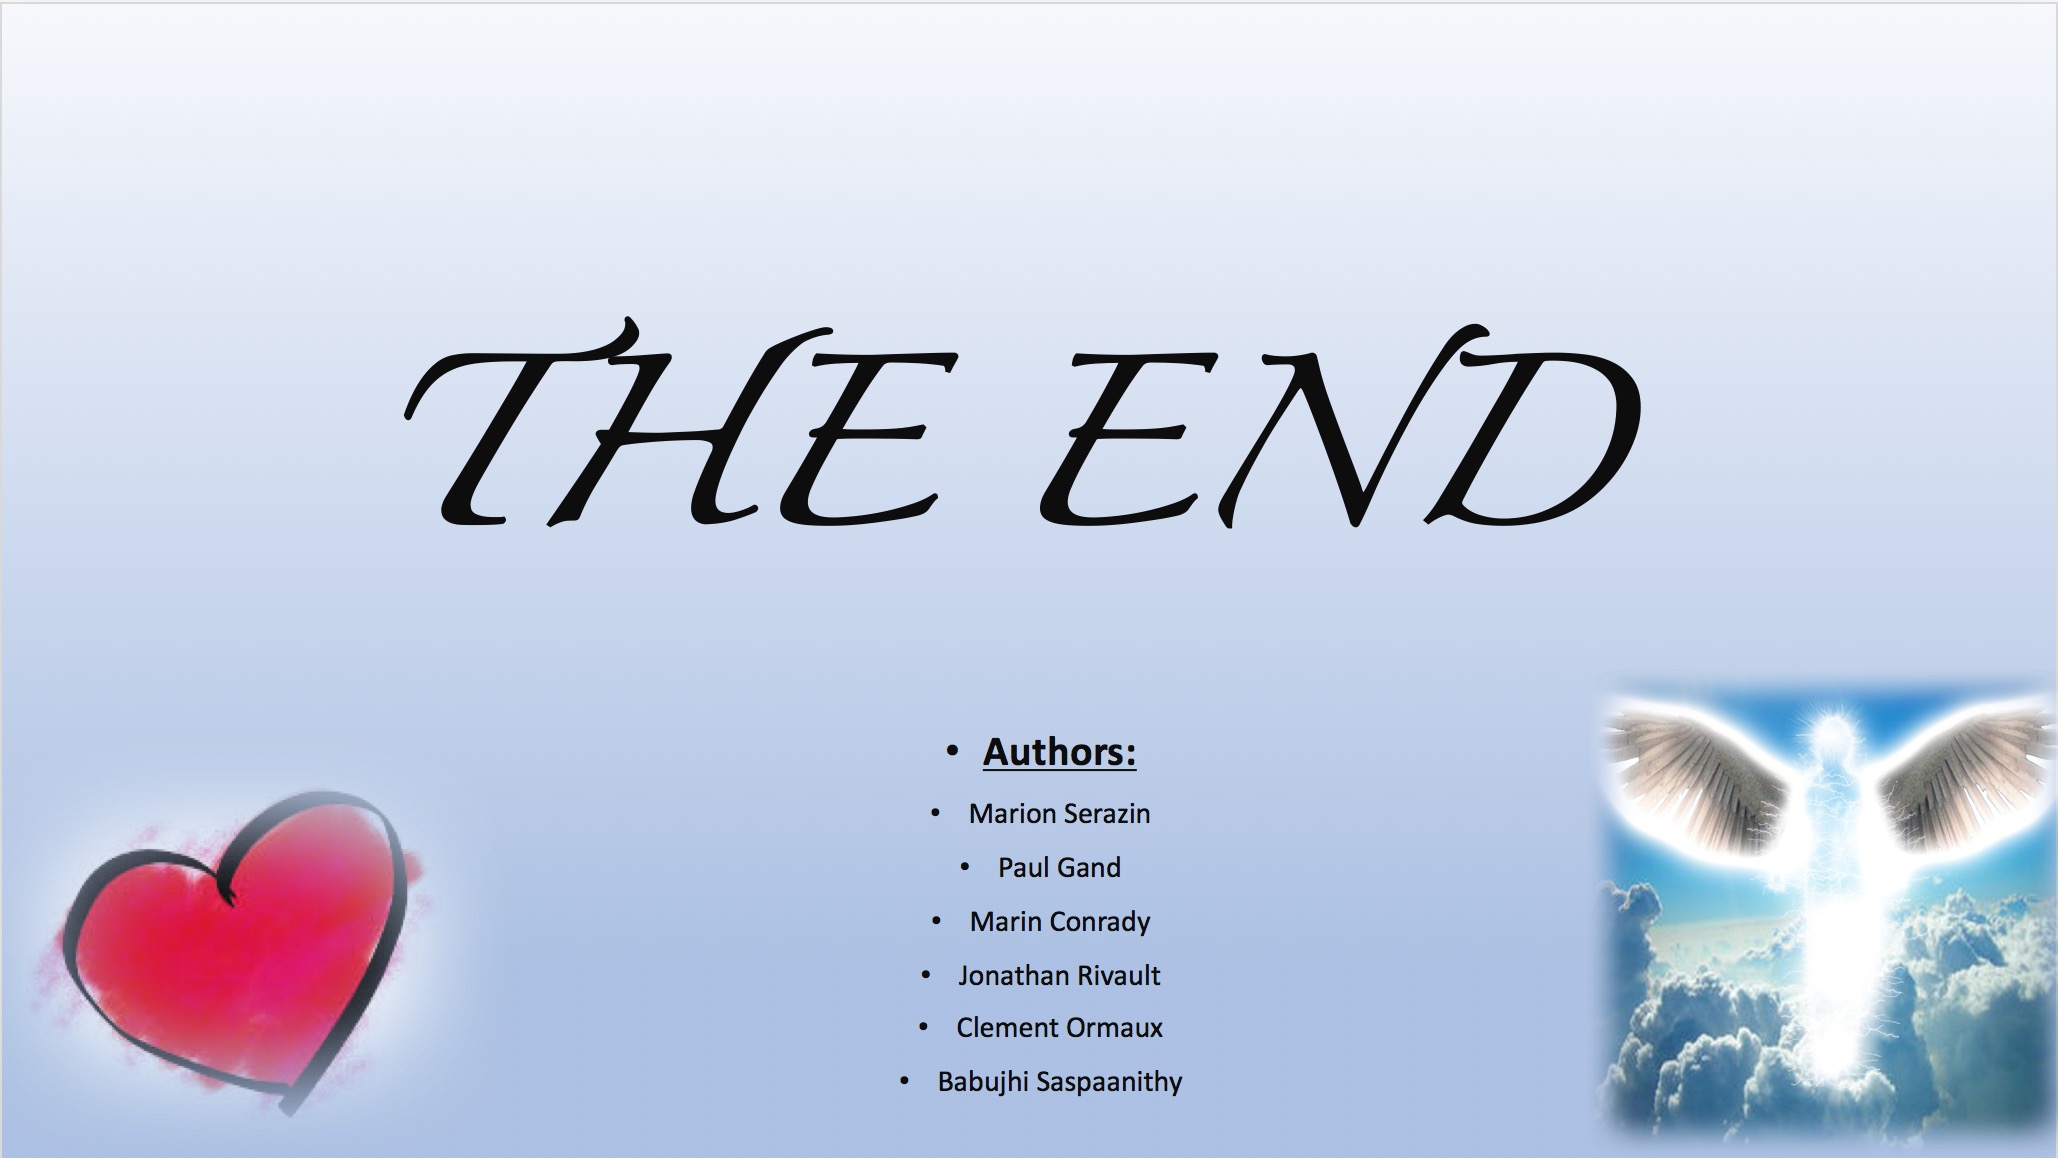 THE END
• Authors:
• Marion Serazin
• Paul Gand
• Marin Conrady
• Jonathan Rivault
• Clement Ormaux
• Babujhi Saspaanithy